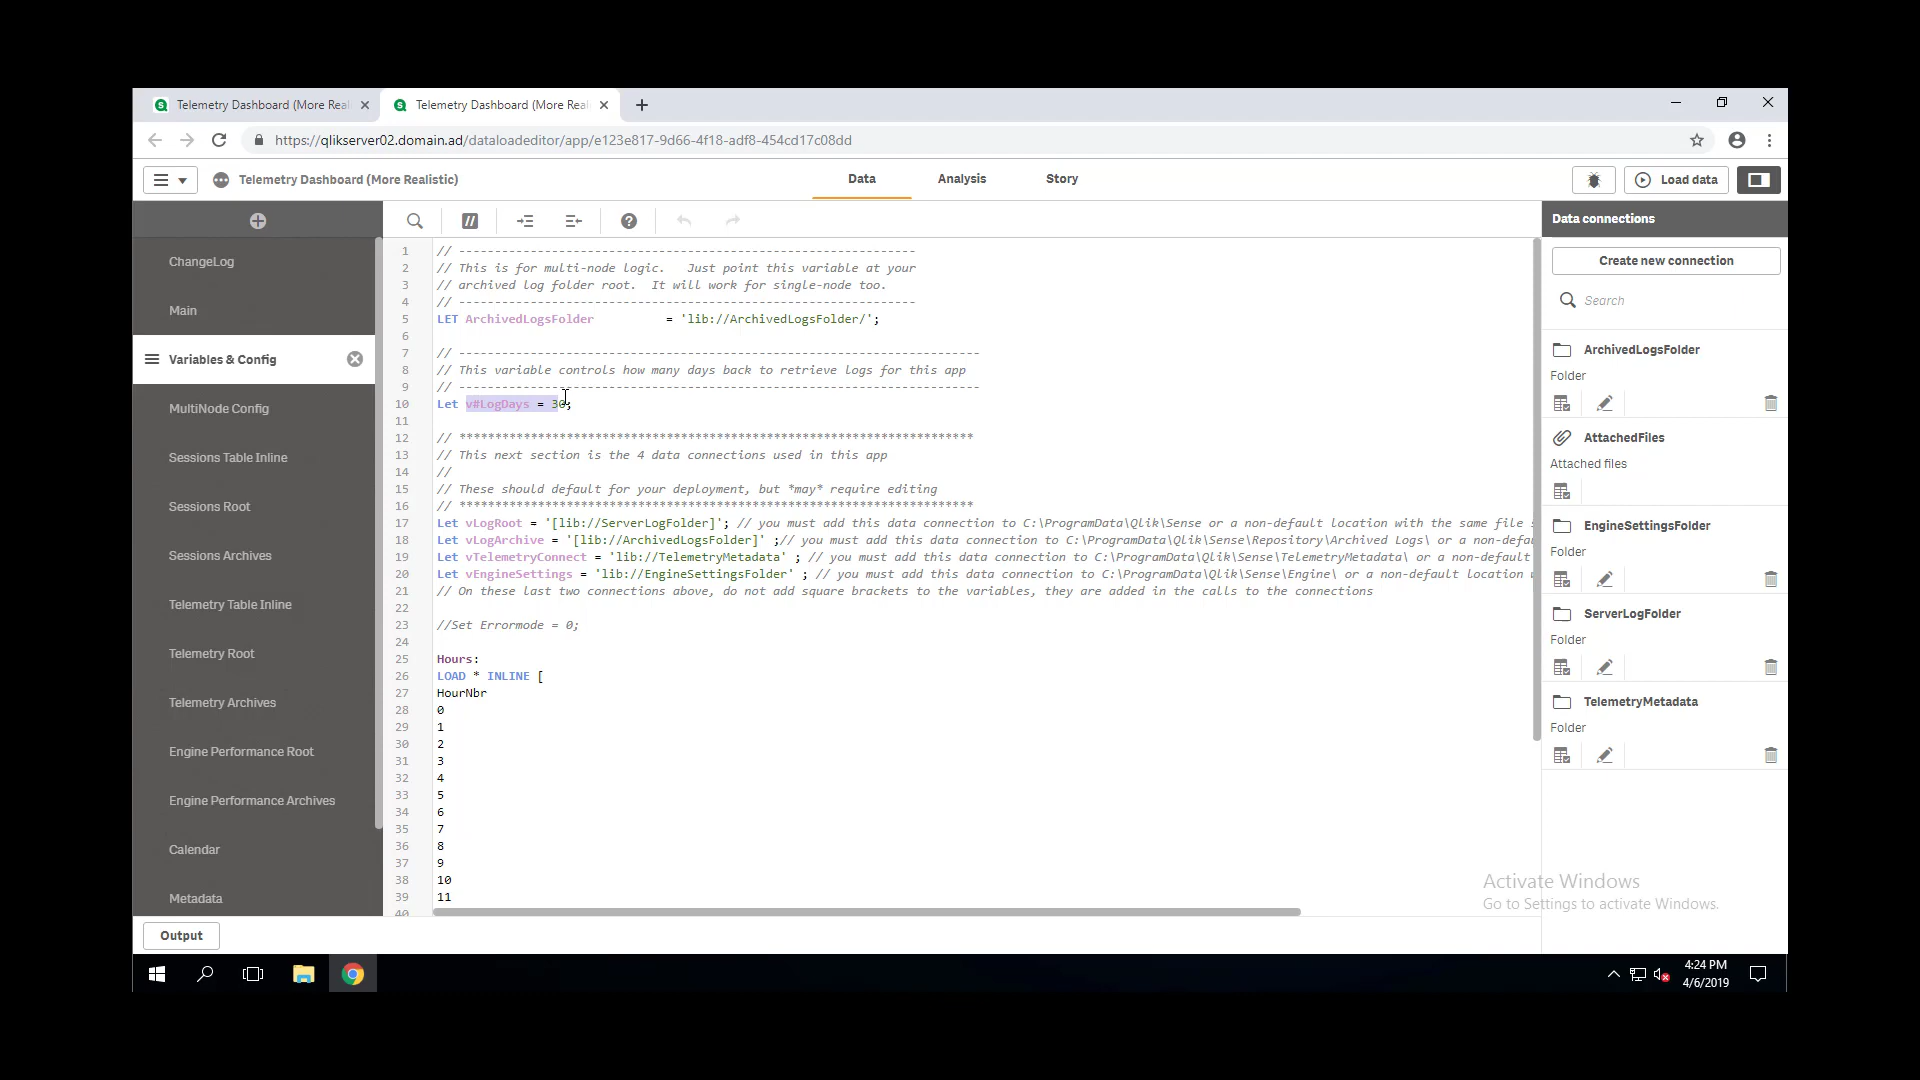 Telemetry Dashboard (More Real
Telemetry Dashboard (More Real
https://qlikserver02.domain.ad/dataloadeditor/app/e123e817-9d66-4f18-adf8-454cd17c08dd
Telemetry Dashboard (More Realistic)
Data
Analysis
Story
Load data
ChangeLog
Main
Variables & Config
MultiNode Config
Sessions Table Inline
Sessions Root
Sessions Archives
Telemetry Table Inline
Telemetry Root
Telemetry Archives
Engine Performance Root
Engine Performance Archives
Calendar
Metadata
Output
1 // ----------------------------------------------------------------
2 // This is for multi-node logic.   Just point this variable at your
3 // archived log folder root.  It will work for single-node too.
4 // ----------------------------------------------------------------
5 LET ArchivedLogsFolder          = 'lib://ArchivedLogsFolder/';
6
7 // -------------------------------------------------------------------------
8 // This variable controls how many days back to retrieve logs for this app
9 // -------------------------------------------------------------------------
10 Let v#LogDays = 30;
11
12 // ************************************************************************
13 // This next section is the 4 data connections used in this app
14 //
15 // These should default for your deployment, but *may* require editing
16 // ************************************************************************
17 Let vLogRoot = '[lib://ServerLogFolder]'; // you must add this data connection to C:\ProgramData\Qlik\Sense or a non-default location with the same file s
18 Let vLogArchive = '[lib://ArchivedLogsFolder]' ;// you must add this data connection to C:\ProgramData\Qlik\Sense\Repository\Archived Logs\ or a non-defau
19 Let vTelemetryConnect = 'lib://TelemetryMetadata' ; // you must add this data connection to C:\ProgramData\Qlik\Sense\TelemetryMetadata\ or a non-default
20 Let vEngineSettings = 'lib://EngineSettingsFolder' ; // you must add this data connection to C:\ProgramData\Qlik\Sense\Engine\ or a non-default location
21 // On these last two connections above, do not add square brackets to the variables, they are added in the calls to the connections
22
23 //Set Errormode = 0;
24
25 Hours:
26 LOAD * INLINE [
27 HourNbr
28 0
29 1
30 2
31 3
32 4
33 5
34 6
35 7
36 8
37 9
38 10
39 11
40
Data connections
Create new connection
Search
ArchivedLogsFolder
Folder
AttachedFiles
Attached files
EngineSettingsFolder
Folder
ServerLogFolder
Folder
TelemetryMetadata
Folder
Activate Windows
Go to Settings to activate Windows.
4:24 PM
4/6/2019